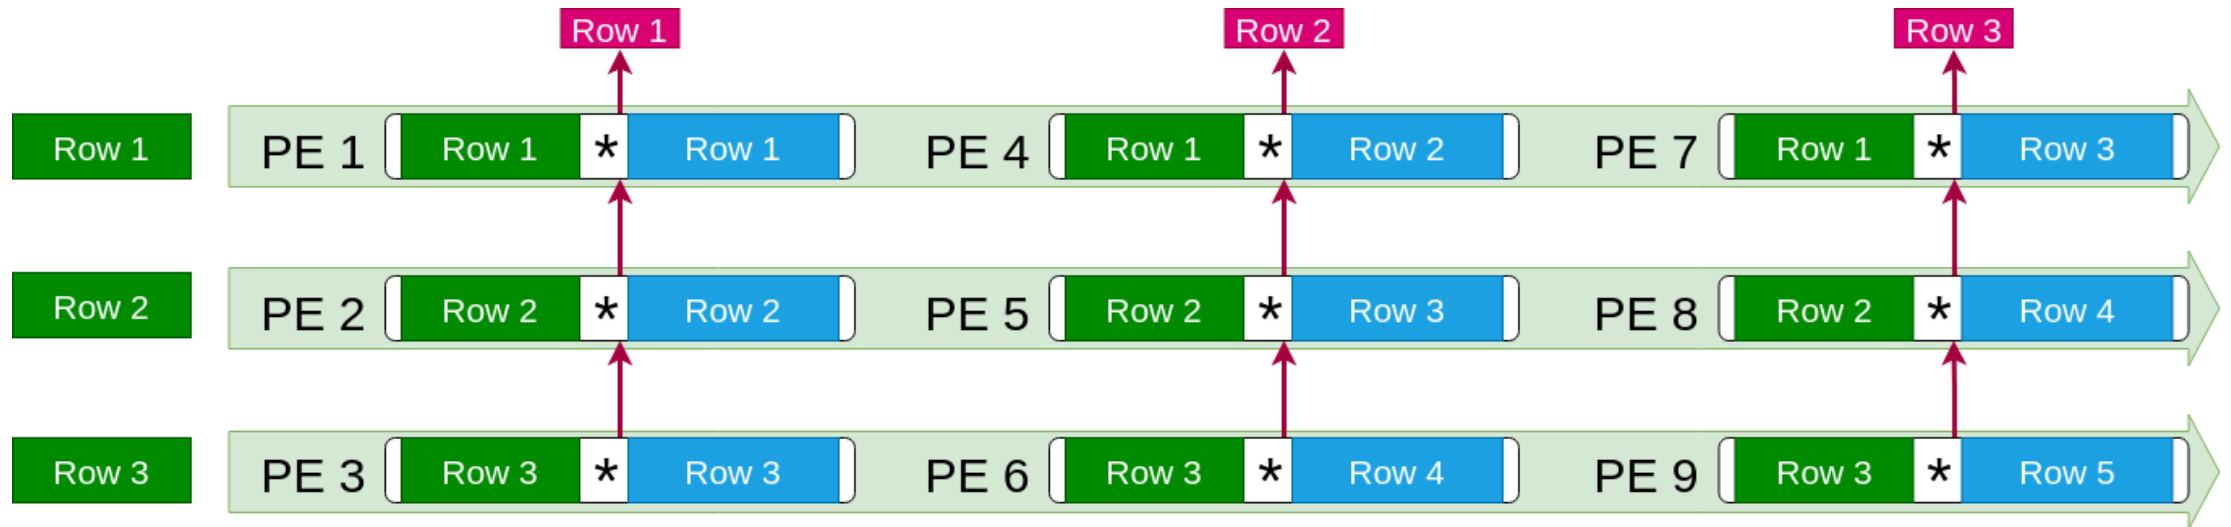 Row 1 Row 2 Row 3
Row 1 PE 1 Row 1 * Row 1 PE 4 Row 1 * Row 2 PE 7 Row 1 * Row 3
Row 2 PE 2 Row 2 * Row 2 PE 5 Row 2 * Row 3 PE 8 Row 2 * Row 4
Row 3 PE 3 Row 3 * Row 3 PE 6 Row 3 * Row 4 PE 9 Row 3 * Row 5